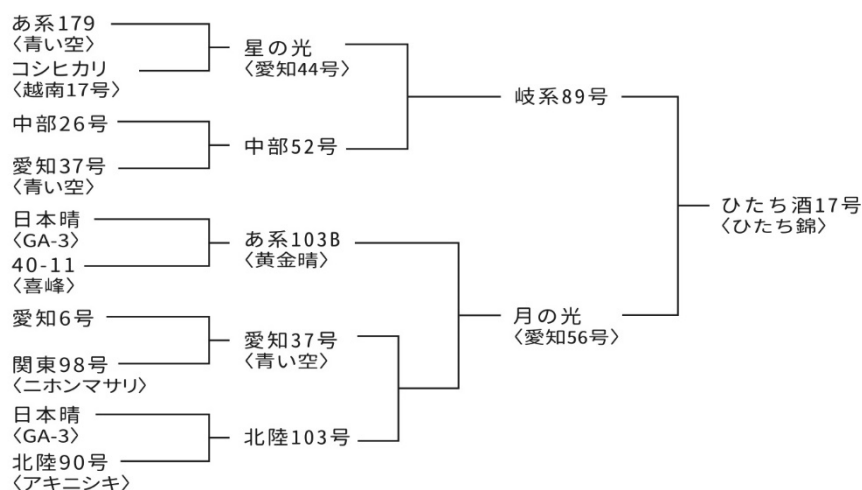 あ系179
〈青い空〉
コシヒカリ
〈越南17号〉
星の光
〈愛知44号〉
中部26号
愛知37号
〈青い空〉
中部52号
岐系89号
日本晴
〈GA-3〉
40-11
〈喜峰〉
あ系103B
〈黄金晴〉
愛知6号
関東98号
〈ニホンマサリ〉
愛知37号
〈青い空〉
日本晴
〈GA-3〉
北陸90号
〈アキニシキ〉
北陸103号
月の光
〈愛知56号〉
ひたち酒17号
〈ひたち錦〉